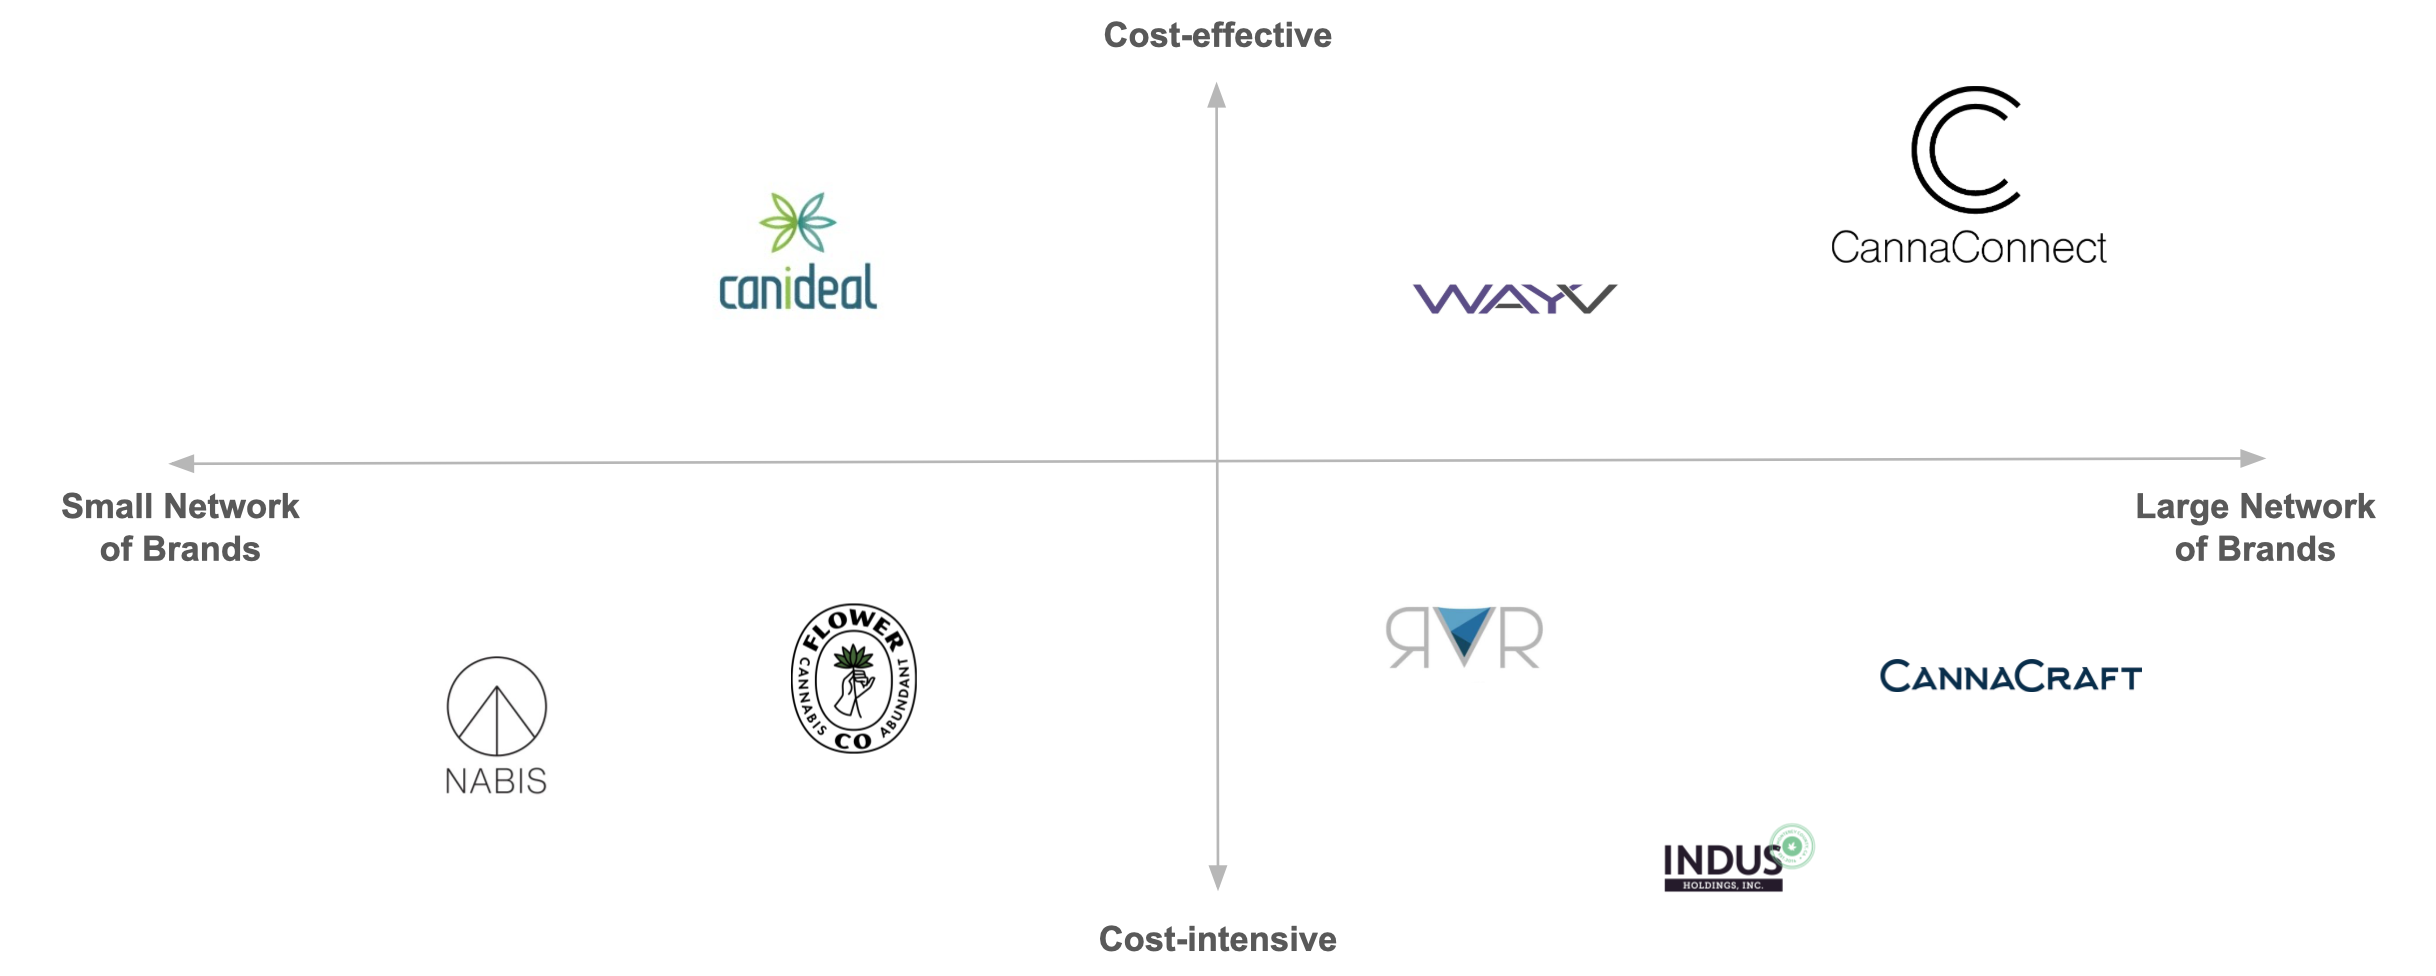 Cost-effective
canideal
WAYV
CannaConnect
Small Network
of Brands
Large Network
of Brands
NABIS
FLOWER
CANNABIS
ABUNDANT
CO
RVR
CANNACRAFT
INDUS
HOLDINGS, INC.
Cost-intensive